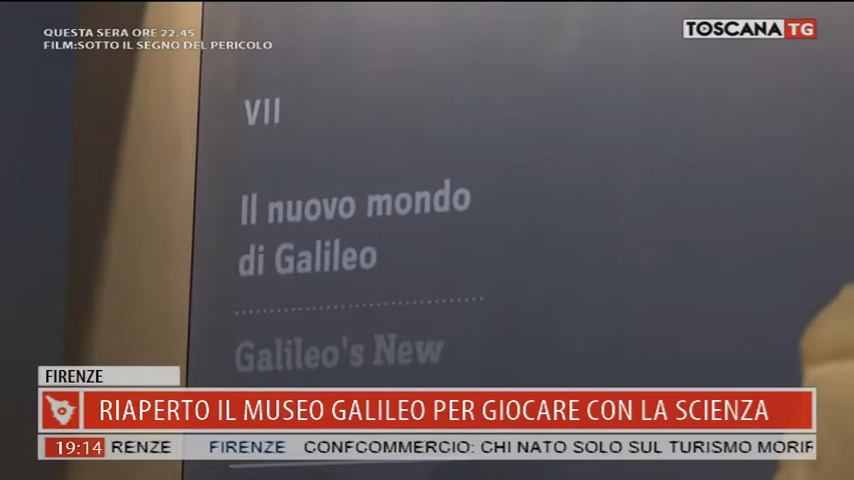 QUESTA SERA ORE 22.45
FILM:SOTTO IL SEGNO DEL PERICOLO
TOSCANA TG
VII
Il nuovo mondo
di Galileo
Galileo's New
FIRENZE
RIAPERTO IL MUSEO GALILEO PER GIOCARE CON LA SCIENZA
19:14 RENZE FIRENZE CONFCOMMERCIO: CHI NATO SOLO SUL TURISMO MORIF